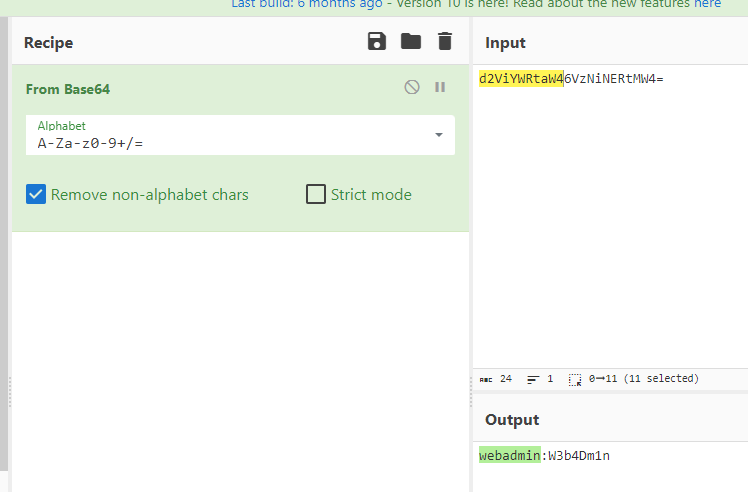 Last build: 6 months ago - Version 10 is here! Read about the new features here
Recipe
From Base64
Alphabet
A-Za-z0-9+/=
Remove non-alphabet chars
Strict mode
Input
d2ViYWRtaW46VzNiNERtMW4=
ABC 24
1
0→11 (11 selected)
Output
webadmin:W3b4Dm1n